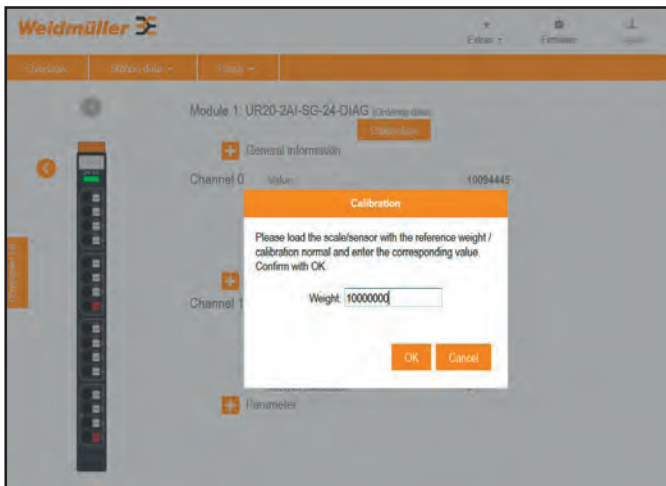 Weidmüller
Extras Firmware
Overview Station data Force
Module 1: UR20-2AI-SG-24-DIAG (Ordering data)
Calibration
General information
Channel 0 Value: 10094445
Calibration
Please load the scale/sensor with the reference weight /
calibration normal and enter the corresponding value.
Confirm with OK.
Weight: 10000000
Channel 1
OK Cancel
Parameter